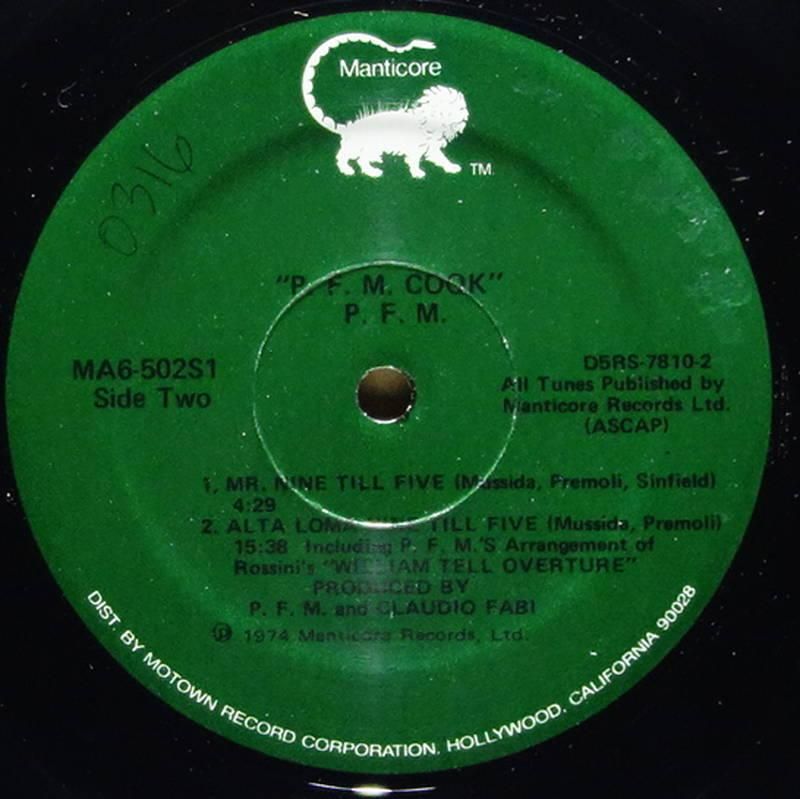 Manticore
TM
0316
"P. F. M. COOK"
P. F. M.
MA6-502S1
Side Two
D5RS-7810-2
All Tunes Published by
Manticore Records Ltd.
(ASCAP)
1. MR. NINE TILL FIVE (Mussida, Premoli, Sinfield)
4:29
2. ALTA LOMA NINE TILL FIVE (Mussida, Premoli)
15:38 Including P. F. M.'S Arrangement of
Rossini's "WILLIAM TELL OVERTURE"
PRODUCED BY
P. F. M. and CLAUDIO FABI
℗ 1974 Manticore Records, Ltd.
DIST. BY MOTOWN RECORD CORPORATION, HOLLYWOOD, CALIFORNIA 90028